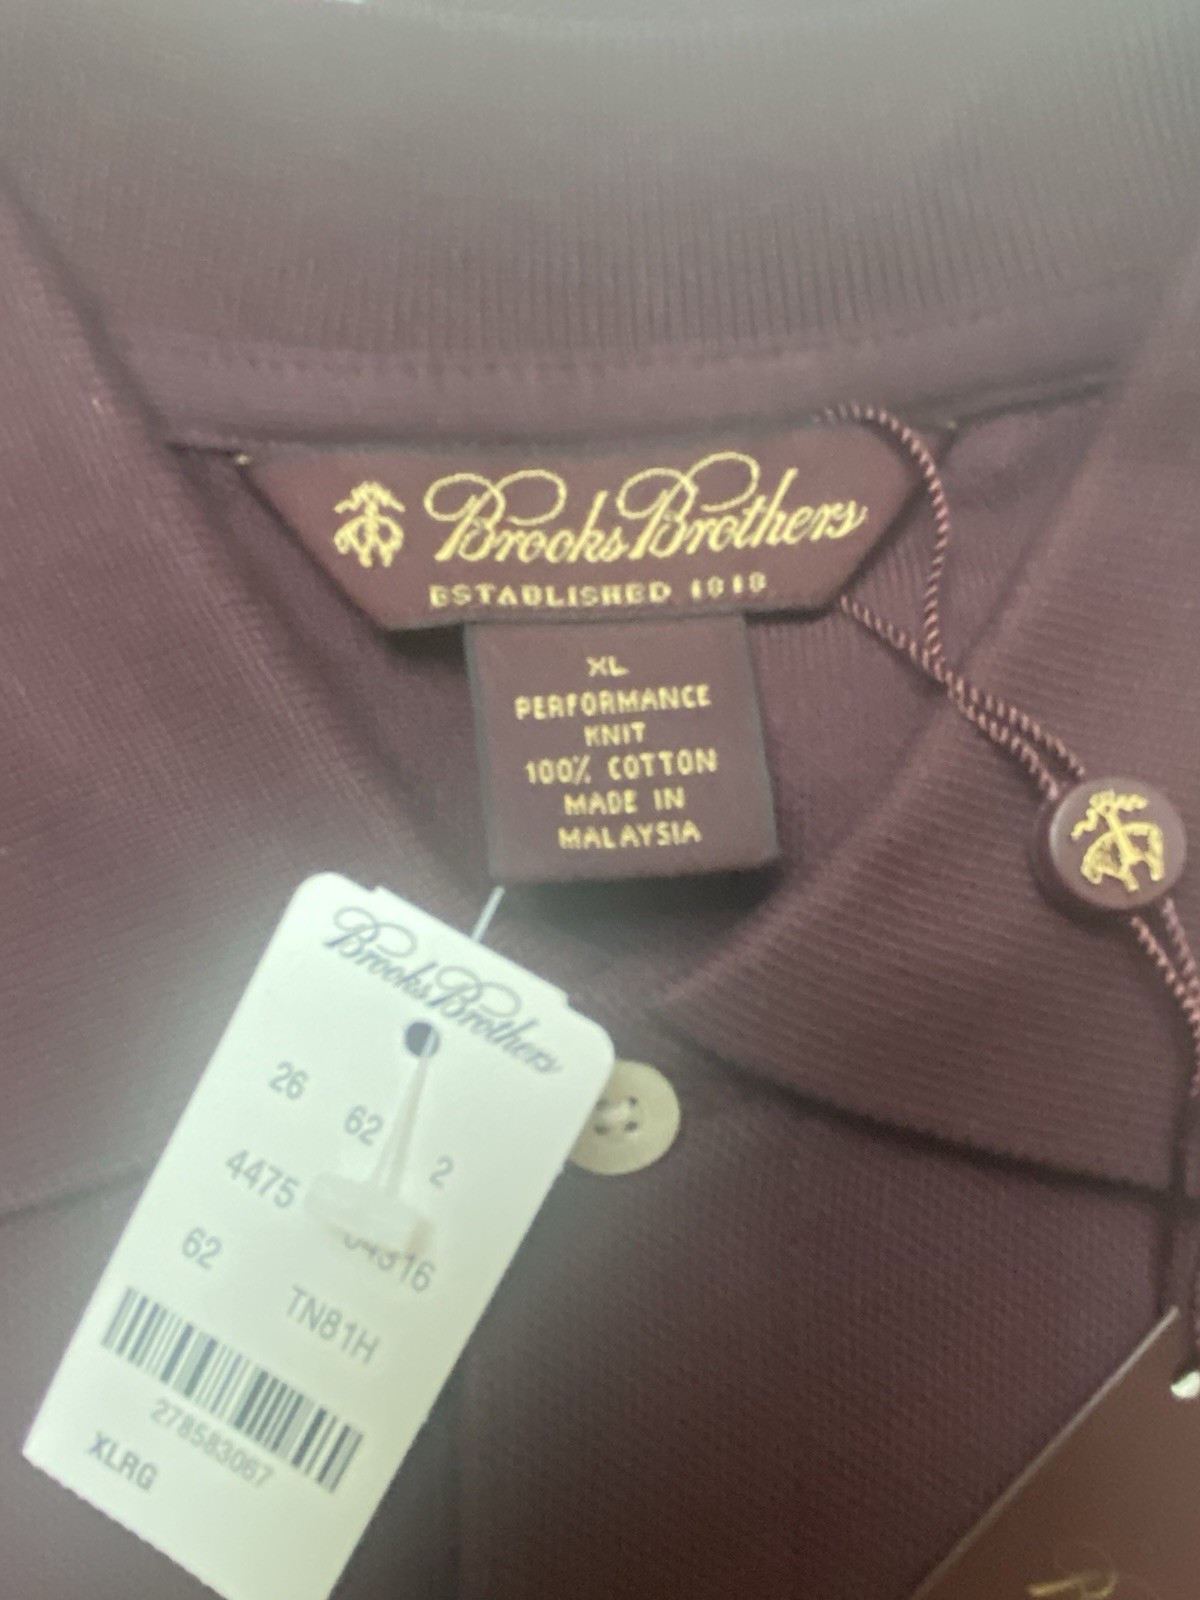 Brooks Brothers
ESTABLISHED 1818
XL
PERFORMANCE
KNIT
100% COTTON
MADE IN
MALAYSIA
Brooks Brothers
26 62 2
4475 04316
62 TN81H
278583067
XLRG